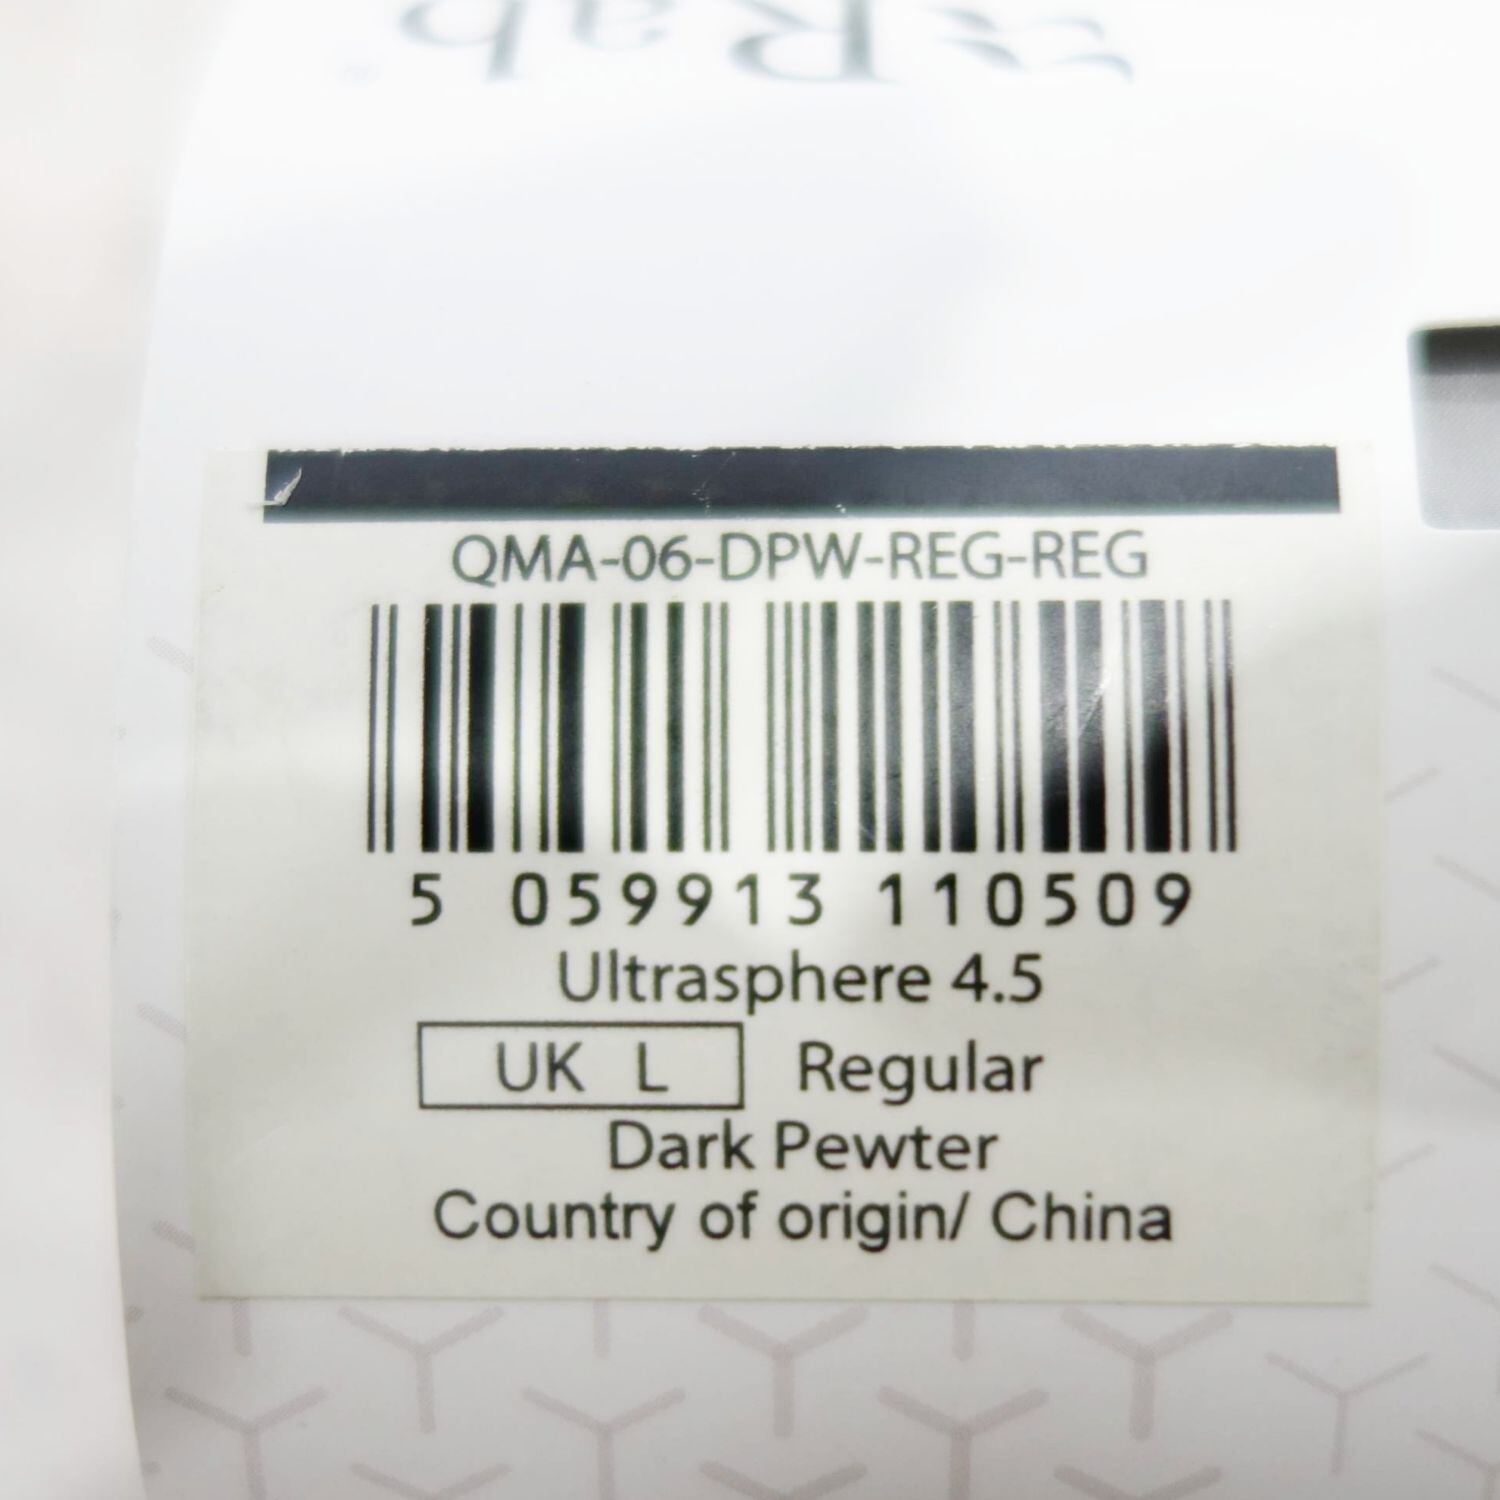 Rab
QMA-06-DPW-REG-REG
5 059913 110509
Ultrasphere 4.5
UK L Regular
Dark Pewter
Country of origin/ China